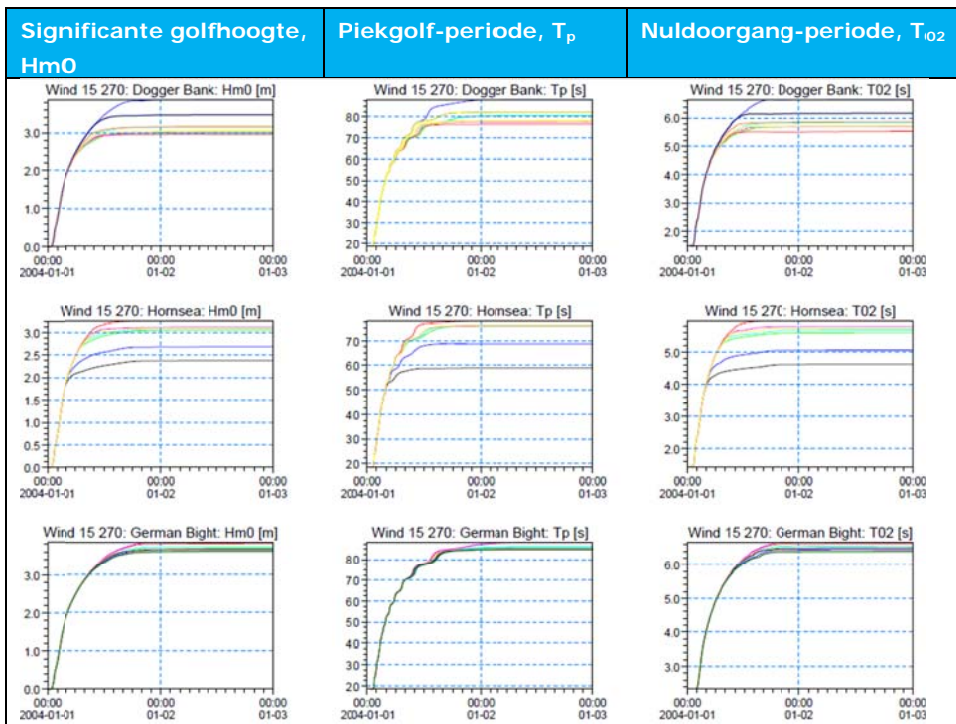 Significante golfhoogte,
Hm0
Piekgolf-periode, Tp
Nuldoorgang-periode, T02
Wind 15 270: Dogger Bank: Hm0 [m]
3.0
2.0
1.0
0.0
00:00 00:00 00:00
2004-01-01 01-02 01-03
Wind 15 270: Dogger Bank: Tp [s]
80
70
60
50
40
30
20
00:00 00:00 00:00
2004-01-01 01-02 01-03
Wind 15 270: Dogger Bank: T02 [s]
6.0
5.0
4.0
3.0
2.0
00:00 00:00 00:00
2004-01-01 01-02 01-03
Wind 15 270: Hornsea: Hm0 [m]
3.0
2.5
2.0
1.5
1.0
0.5
0.0
00:00 00:00 00:00
2004-01-01 01-02 01-03
Wind 15 270: Hornsea: Tp [s]
70
60
50
40
30
20
00:00 00:00 00:00
2004-01-01 01-02 01-03
Wind 15 270: Hornsea: T02 [s]
5.0
4.0
3.0
2.0
00:00 00:00 00:00
2004-01-01 01-02 01-03
Wind 15 270: German Bight: Hm0 [m]
3.0
2.0
1.0
0.0
00:00 00:00 00:00
2004-01-01 01-02 01-03
Wind 15 270: German Bight: Tp [s]
80
70
60
50
40
30
20
00:00 00:00 00:00
2004-01-01 01-02 01-03
Wind 15 270: German Bight: T02 [s]
6.0
5.0
4.0
3.0
00:00 00:00 00:00
2004-01-01 01-02 01-03